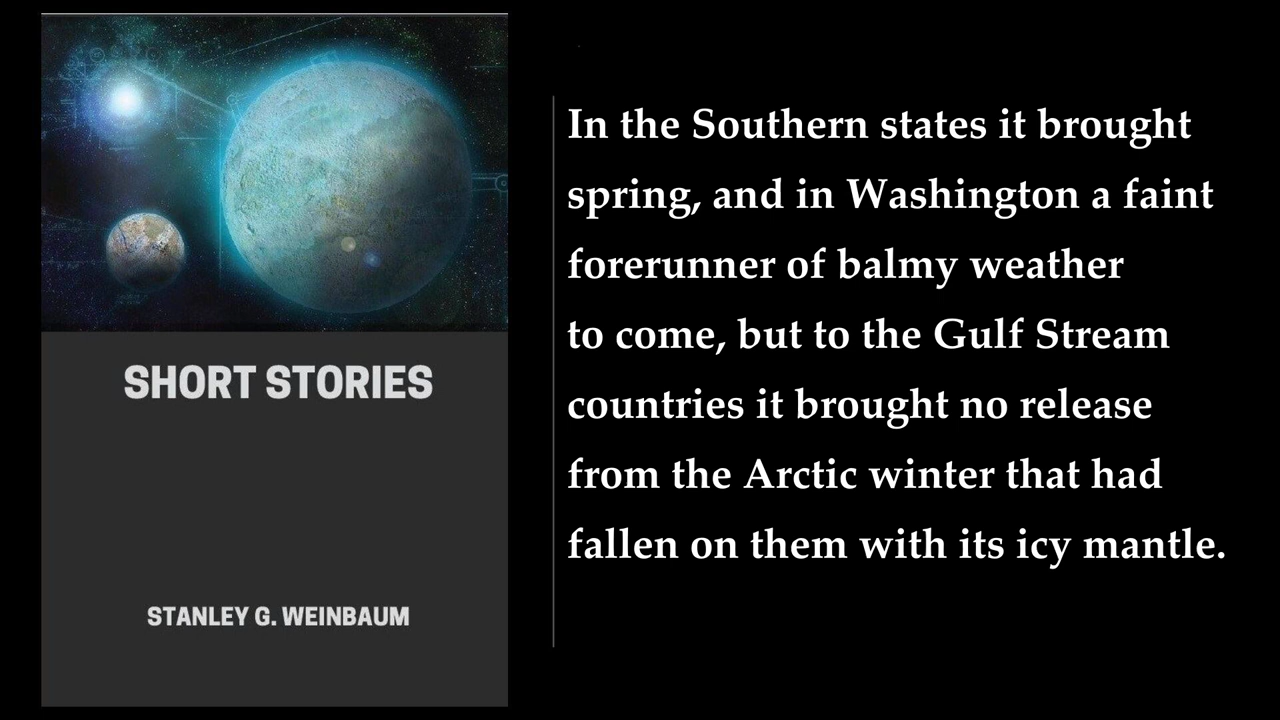 SHORT STORIES
STANLEY G. WEINBAUM
In the Southern states it brought
spring, and in Washington a faint
forerunner of balmy weather
to come, but to the Gulf Stream
countries it brought no release
from the Arctic winter that had
fallen on them with its icy mantle.